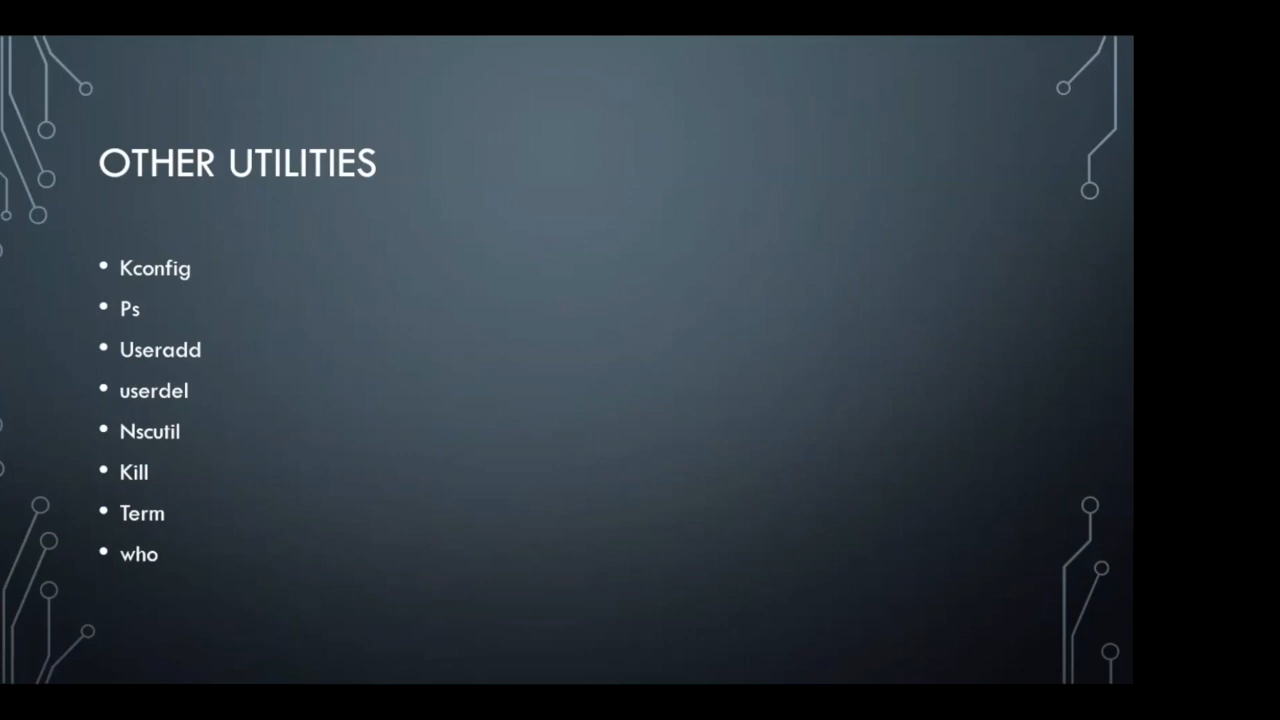 OTHER UTILITIES
• Kconfig
• Ps
• Useradd
• userdel
• Nscutil
• Kill
• Term
• who